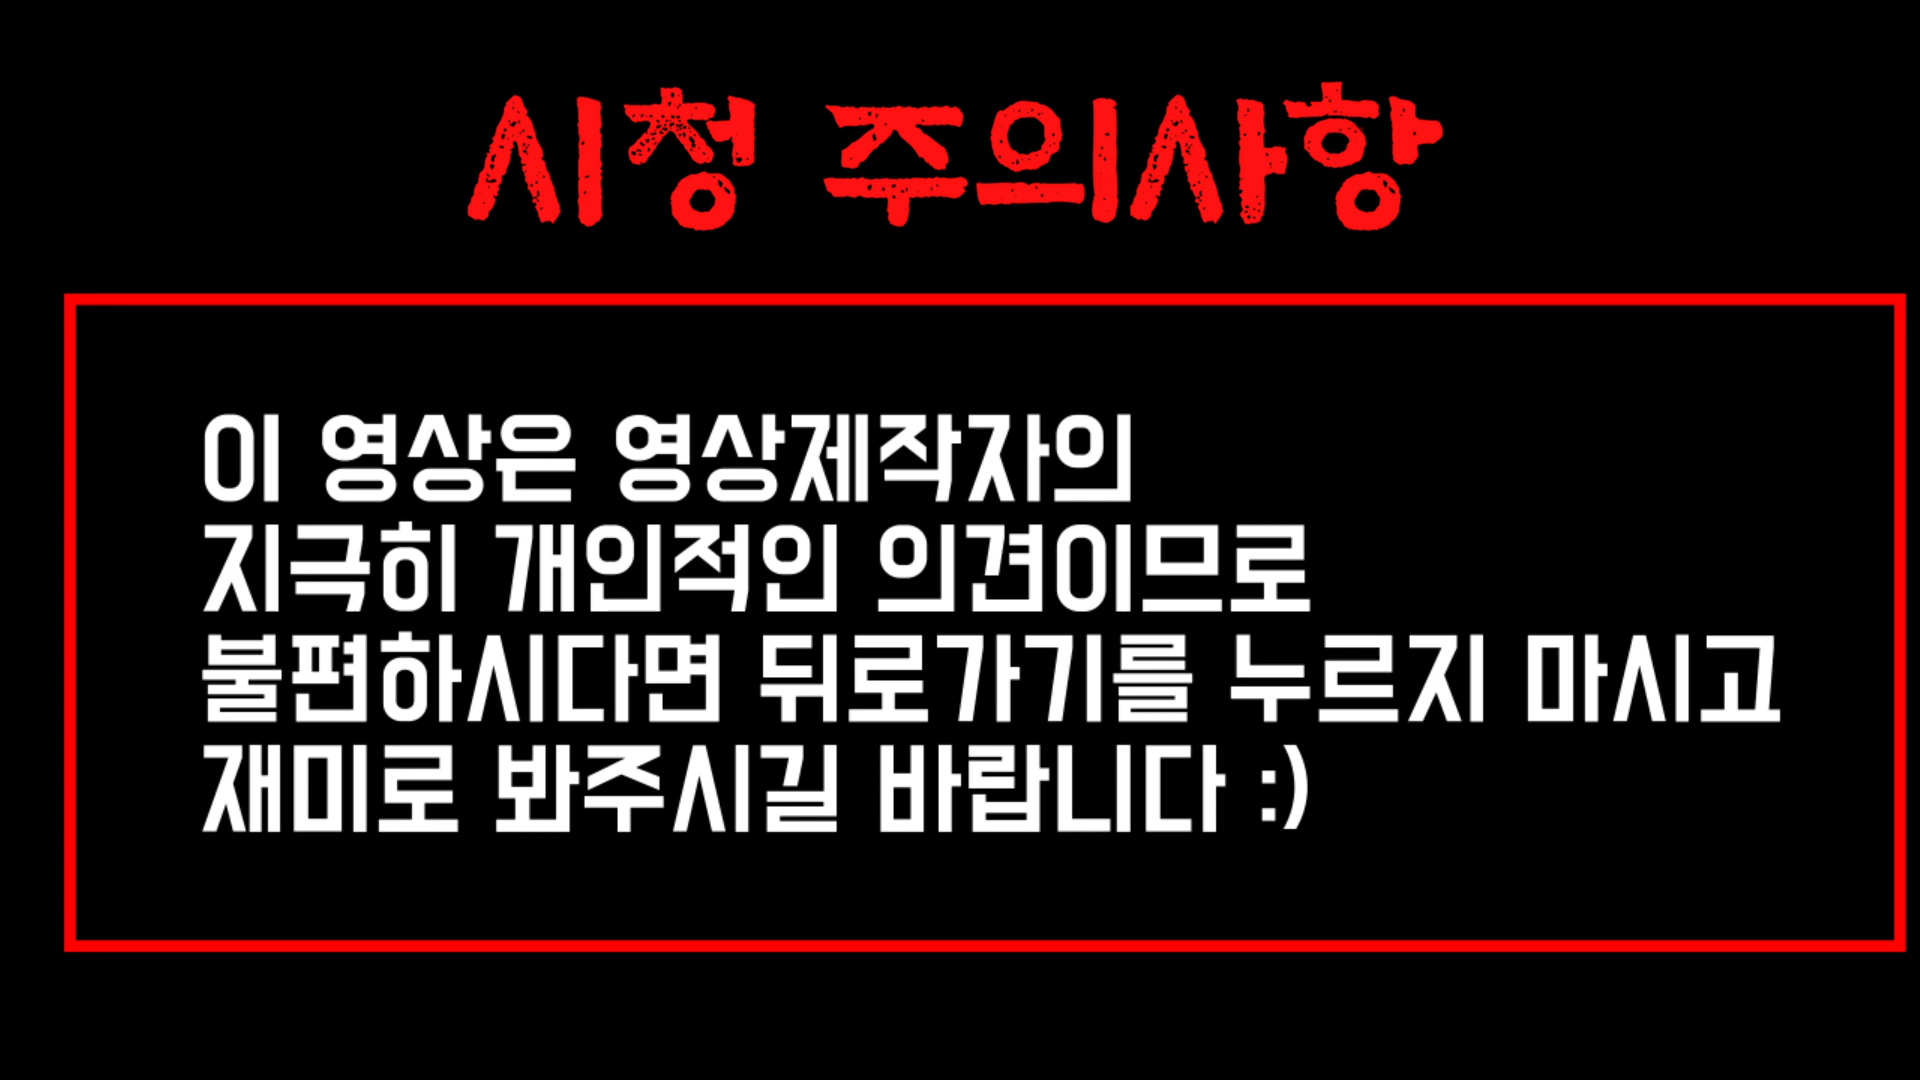 시청 주의사항
이 영상은 영상제작자의
지극히 개인적인 의견이므로
불편하시다면 뒤로가기를 누르지 마시고
재미로 봐주시길 바랍니다 :)